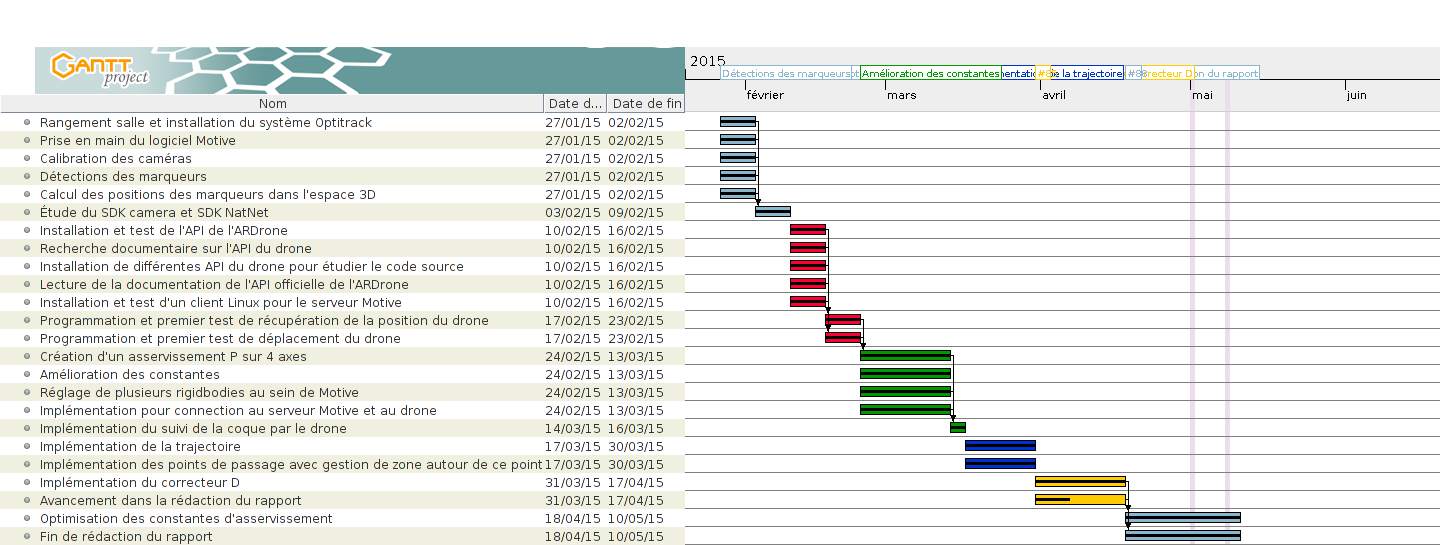 GANTT
project
2015
Détections des marqueurs
Amélioration des constantes
e la trajectoire
#8
recteur D
on du rapport
février mars avril mai juin
Nom Date d... Date de fin
Rangement salle et installation du système Optitrack 27/01/15 02/02/15
Prise en main du logiciel Motive 27/01/15 02/02/15
Calibration des caméras 27/01/15 02/02/15
Détections des marqueurs 27/01/15 02/02/15
Calcul des positions des marqueurs dans l'espace 3D 27/01/15 02/02/15
Étude du SDK camera et SDK NatNet 03/02/15 09/02/15
Installation et test de l'API de l'ARDrone 10/02/15 16/02/15
Recherche documentaire sur l'API du drone 10/02/15 16/02/15
Installation de différentes API du drone pour étudier le code source 10/02/15 16/02/15
Lecture de la documentation de l'API officielle de l'ARDrone 10/02/15 16/02/15
Installation et test d'un client Linux pour le serveur Motive 10/02/15 16/02/15
Programmation et premier test de récupération de la position du drone 17/02/15 23/02/15
Programmation et premier test de déplacement du drone 17/02/15 23/02/15
Création d'un asservissement P sur 4 axes 24/02/15 13/03/15
Amélioration des constantes 24/02/15 13/03/15
Réglage de plusieurs rigidbodies au sein de Motive 24/02/15 13/03/15
Implémentation pour connection au serveur Motive et au drone 24/02/15 13/03/15
Implémentation du suivi de la coque par le drone 14/03/15 16/03/15
Implémentation de la trajectoire 17/03/15 30/03/15
Implémentation des points de passage avec gestion de zone autour de ce point 17/03/15 30/03/15
Implémentation du correcteur D 31/03/15 17/04/15
Avancement dans la rédaction du rapport 31/03/15 17/04/15
Optimisation des constantes d'asservissement 18/04/15 10/05/15
Fin de rédaction du rapport 18/04/15 10/05/15